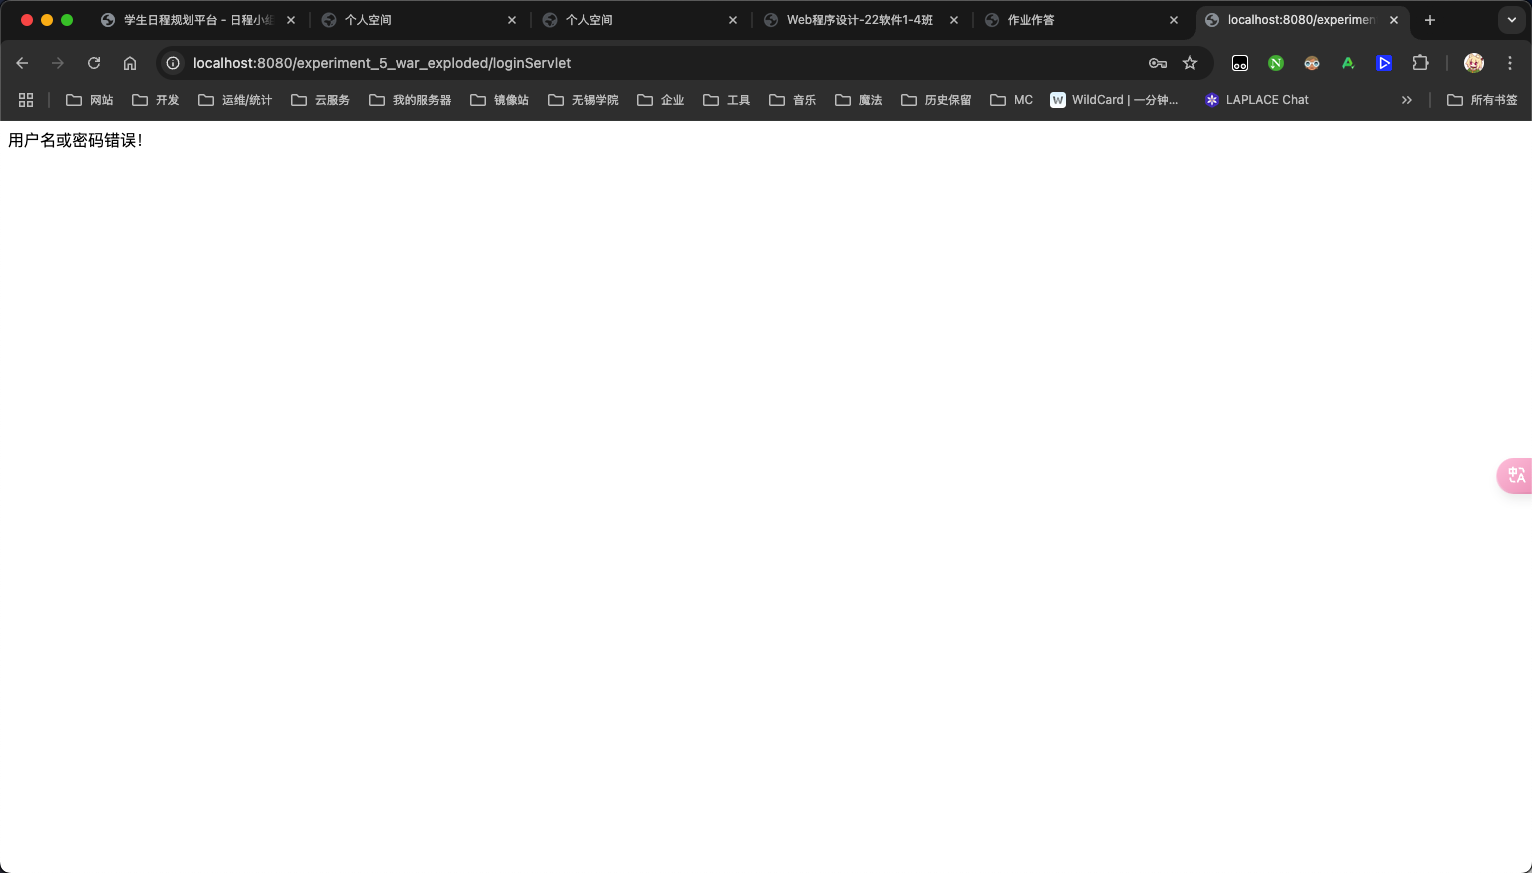 学生日程规划平台 - 日程小组
个人空间
个人空间
Web程序设计-22软件1-4班
作业作答
localhost:8080/experimen
localhost:8080/experiment_5_war_exploded/loginServlet
网站
开发
运维/统计
云服务
我的服务器
镜像站
无锡学院
企业
工具
音乐
魔法
历史保留
MC
W
WildCard | 一分钟...
LAPLACE Chat
所有书签
用户名或密码错误！
中
A